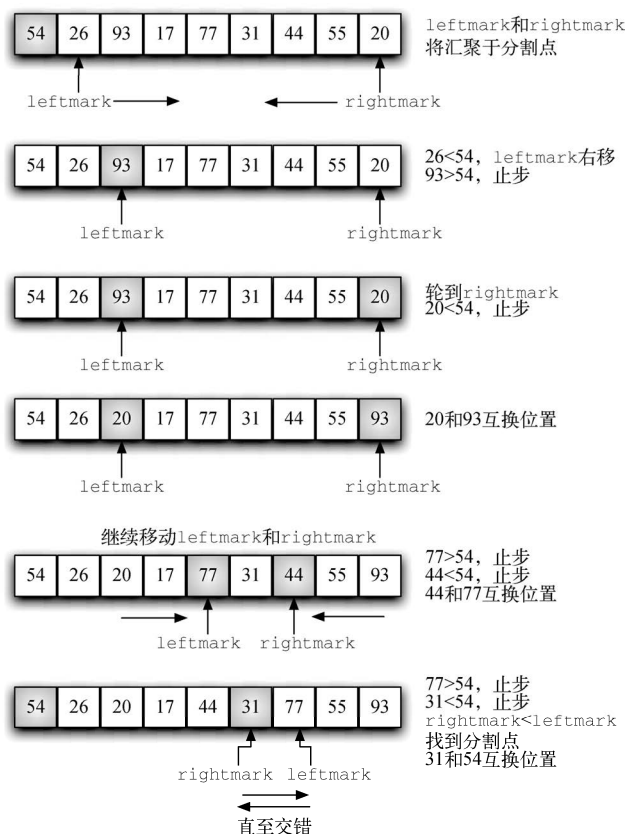 54 26 93 17 77 31 44 55 20
leftmark和rightmark
将汇聚于分割点
leftmark rightmark
54 26 93 17 77 31 44 55 20
26<54，leftmark右移
93>54，止步
leftmark rightmark
54 26 93 17 77 31 44 55 20
轮到rightmark
20<54，止步
leftmark rightmark
54 26 20 17 77 31 44 55 93
20和93互换位置
leftmark rightmark
继续移动leftmark和rightmark
54 26 20 17 77 31 44 55 93
77>54，止步
44<54，止步
44和77互换位置
leftmark rightmark
54 26 20 17 44 31 77 55 93
77>54，止步
31<54，止步
rightmark<leftmark
找到分割点
31和54互换位置
rightmark leftmark
直至交错